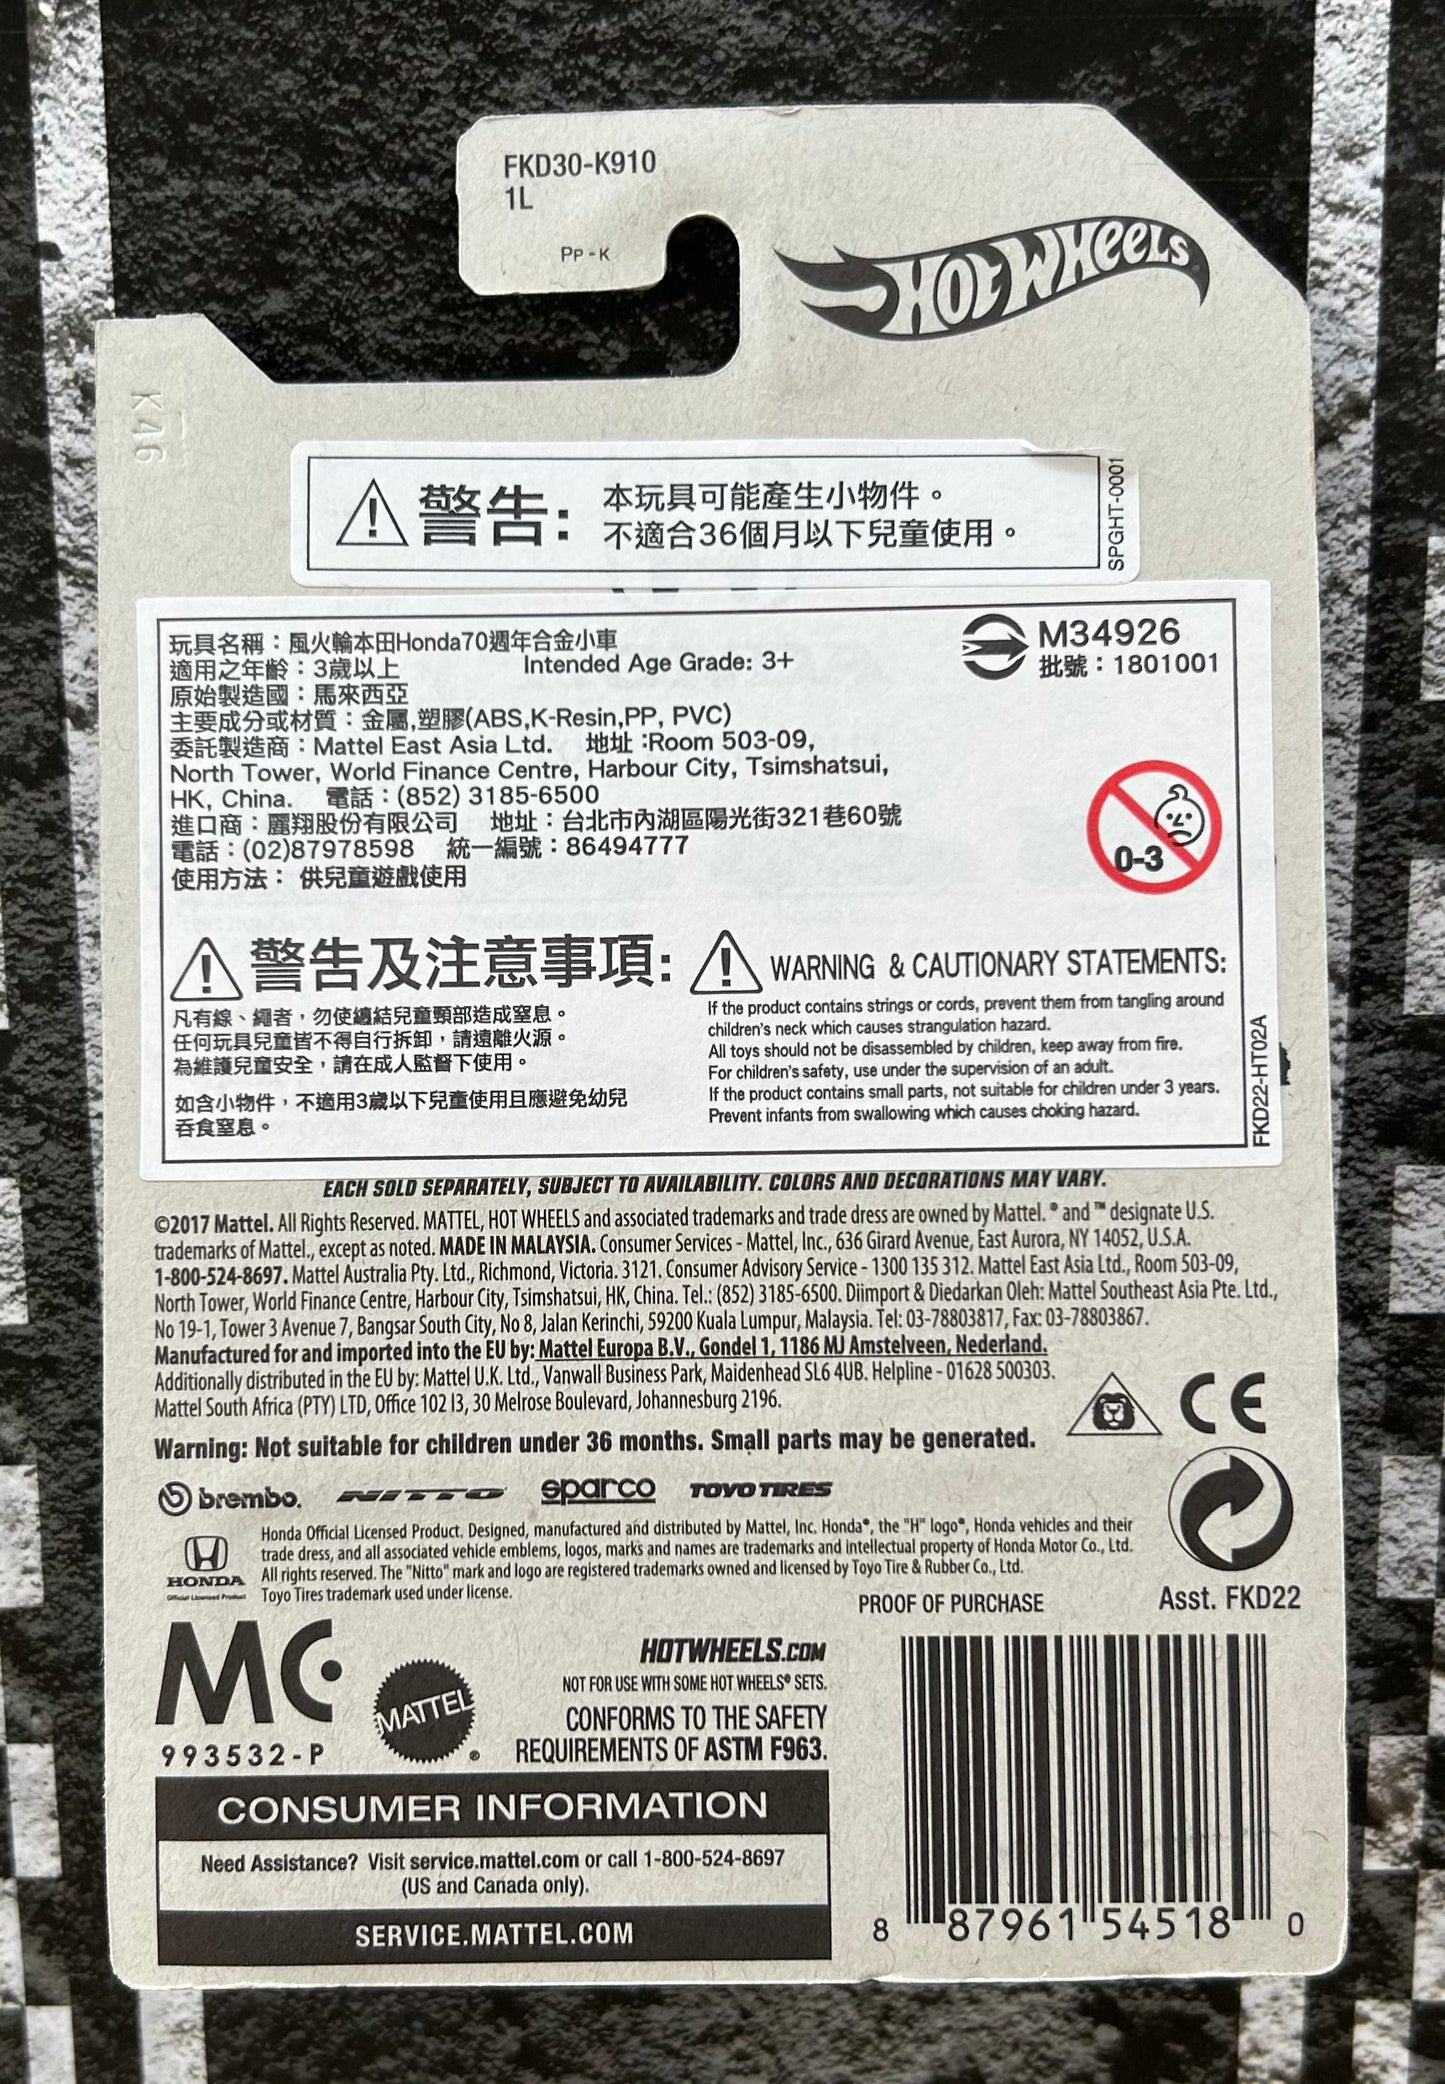 FKD30-K910
1L
Pp-K
HOT WHEELS
K46
警告: 本玩具可能產生小物件。
不適合36個月以下兒童使用。
SPGHT-0001
玩具名稱：風火輪本田Honda70週年合金小車
適用之年齡：3歲以上 Intended Age Grade: 3+
原始製造國：馬來西亞
主要成分或材質：金屬,塑膠(ABS,K-Resin,PP, PVC)
委託製造商：Mattel East Asia Ltd. 地址:Room 503-09,
North Tower, World Finance Centre, Harbour City, Tsimshatsui,
HK, China. 電話：(852) 3185-6500
進口商：麗翔股份有限公司 地址：台北市內湖區陽光街321巷60號
電話：(02)87978598 統一編號：86494777
使用方法： 供兒童遊戲使用
M34926
批號：1801001
0-3
警告及注意事項:
凡有線、繩者，勿使纏結兒童頸部造成窒息。
任何玩具兒童皆不得自行拆卸，請遠離火源。
為維護兒童安全，請在成人監督下使用。
如含小物件，不適用3歲以下兒童使用且應避免幼兒
吞食窒息。
WARNING & CAUTIONARY STATEMENTS:
If the product contains strings or cords, prevent them from tangling around
children's neck which causes strangulation hazard.
All toys should not be disassembled by children, keep away from fire.
For children's safety, use under the supervision of an adult.
If the product contains small parts, not suitable for children under 3 years.
Prevent infants from swallowing which causes choking hazard.
FKD22-HT02A
EACH SOLD SEPARATELY, SUBJECT TO AVAILABILITY. COLORS AND DECORATIONS MAY VARY.
©2017 Mattel. All Rights Reserved. MATTEL, HOT WHEELS and associated trademarks and trade dress are owned by Mattel. ® and ™ designate U.S.
trademarks of Mattel., except as noted. MADE IN MALAYSIA. Consumer Services - Mattel, Inc., 636 Girard Avenue, East Aurora, NY 14052, U.S.A.
1-800-524-8697. Mattel Australia Pty. Ltd., Richmond, Victoria. 3121. Consumer Advisory Service - 1300 135 312. Mattel East Asia Ltd., Room 503-09,
North Tower, World Finance Centre, Harbour City, Tsimshatsui, HK, China. Tel.: (852) 3185-6500. Diimport & Diedarkan Oleh: Mattel Southeast Asia Pte. Ltd.,
No 19-1, Tower 3 Avenue 7, Bangsar South City, No 8, Jalan Kerinchi, 59200 Kuala Lumpur, Malaysia. Tel: 03-78803817, Fax: 03-78803867.
Manufactured for and imported into the EU by: Mattel Europa B.V., Gondel 1, 1186 MJ Amstelveen, Nederland.
Additionally distributed in the EU by: Mattel U.K. Ltd., Vanwall Business Park, Maidenhead SL6 4UB. Helpline - 01628 500303.
Mattel South Africa (PTY) LTD, Office 102 I3, 30 Melrose Boulevard, Johannesburg 2196.
CE
Warning: Not suitable for children under 36 months. Small parts may be generated.
brembo. NITTO sparco TOYO TIRES
HONDA
Official Licensed Product
Honda Official Licensed Product. Designed, manufactured and distributed by Mattel, Inc. Honda®, the "H" logo®, Honda vehicles and their
trade dress, and all associated vehicle emblems, logos, marks and names are trademarks and intellectual property of Honda Motor Co., Ltd.
All rights reserved. The "Nitto" mark and logo are registered trademarks owned and licensed by Toyo Tire & Rubber Co., Ltd.
Toyo Tires trademark used under license.
PROOF OF PURCHASE
Asst. FKD22
MC
993532-P
MATTEL ®
HOTWHEELS.COM
NOT FOR USE WITH SOME HOT WHEELS® SETS.
CONFORMS TO THE SAFETY
REQUIREMENTS OF ASTM F963.
CONSUMER INFORMATION
Need Assistance? Visit service.mattel.com or call 1-800-524-8697
(US and Canada only).
SERVICE.MATTEL.COM
8 87961 54518 0